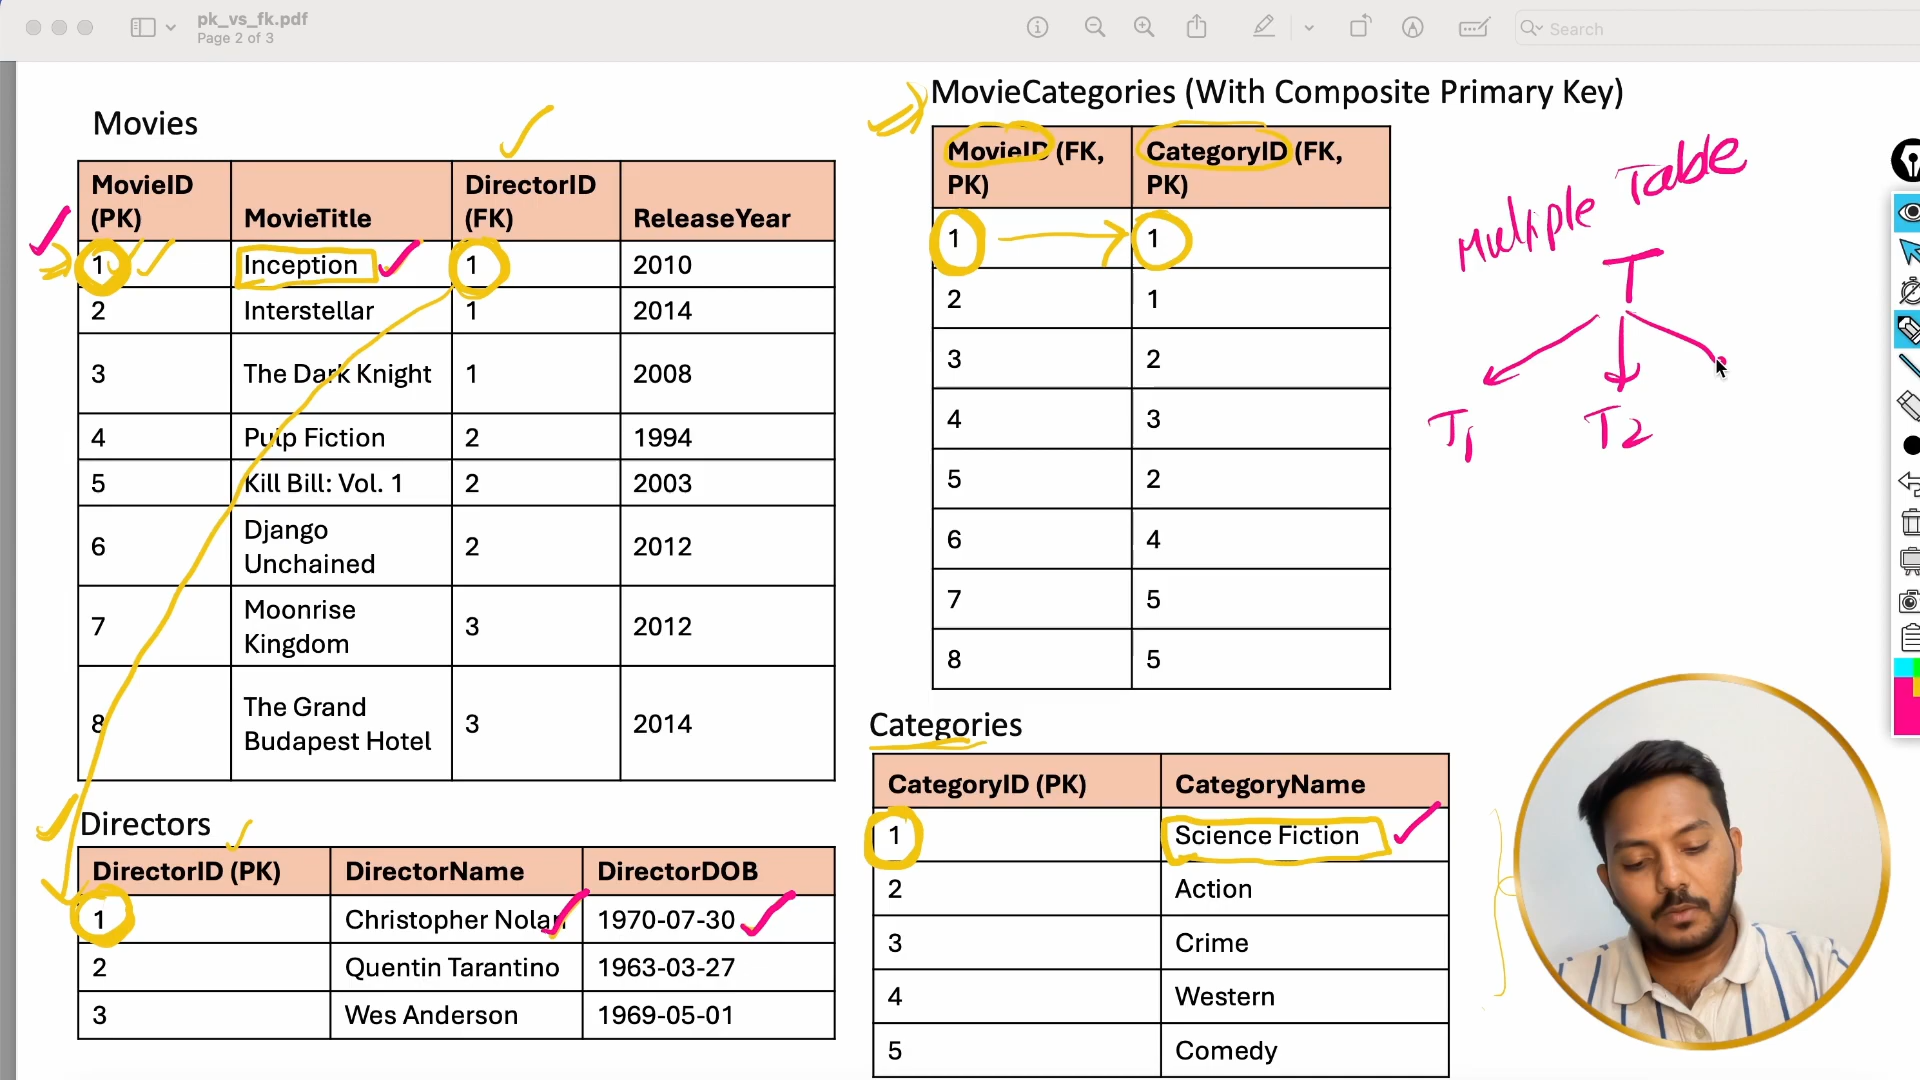 pk_vs_fk.pdf
Page 2 of 3
Search
Movies
MovieID (PK) MovieTitle DirectorID (FK) ReleaseYear
1 Inception 1 2010
2 Interstellar 1 2014
3 The Dark Knight 1 2008
4 Pulp Fiction 2 1994
5 Kill Bill: Vol. 1 2 2003
6 Django Unchained 2 2012
7 Moonrise Kingdom 3 2012
8 The Grand Budapest Hotel 3 2014
Directors
DirectorID (PK) DirectorName DirectorDOB
1 Christopher Nolan 1970-07-30
2 Quentin Tarantino 1963-03-27
3 Wes Anderson 1969-05-01
MovieCategories (With Composite Primary Key)
MovieID (FK, PK) CategoryID (FK, PK)
1 1
2 1
3 2
4 3
5 2
6 4
7 5
8 5
Categories
CategoryID (PK) CategoryName
1 Science Fiction
2 Action
3 Crime
4 Western
5 Comedy
Multiple Table
T
T1 T2